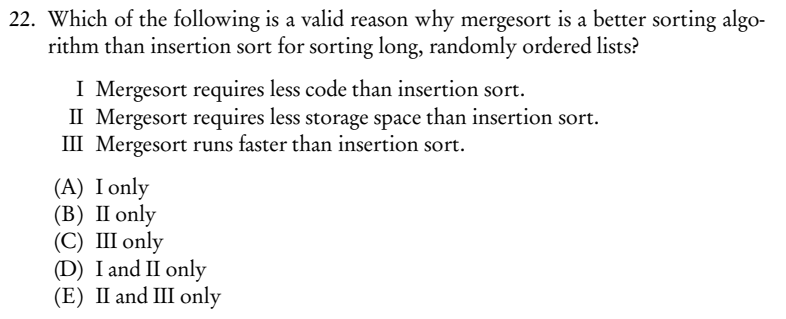 22. Which of the following is a valid reason why mergesort is a better sorting algo-
rithm than insertion sort for sorting long, randomly ordered lists?
I Mergesort requires less code than insertion sort.
II Mergesort requires less storage space than insertion sort.
III Mergesort runs faster than insertion sort.
(A) I only
(B) II only
(C) III only
(D) I and II only
(E) II and III only